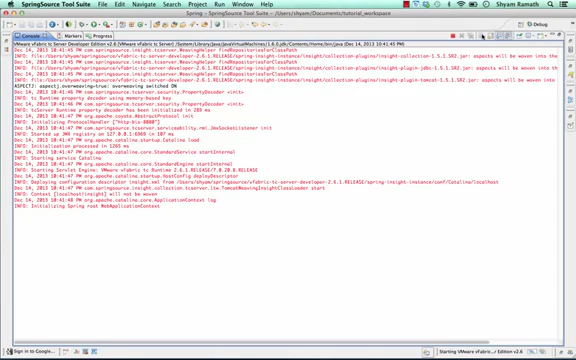 SpringSource Tool Suite File Edit Navigate Search Project Run Window Help Shyam Ramath
Spring – SpringSource Tool Suite – /Users/shyam/Documents/tutorial_workspace
Debug
Console Markers Progress
VMware vFabric tc Server Developer Edition v2.6 [VMware vFabric tc Server] /System/Library/Java/JavaVirtualMachines/1.6.0.jdk/Contents/Home/bin/java (Dec 14, 2013 10:41:45 PM)
Dec 14, 2013 10:41:45 PM com.springsource.insight.tcserver.WeavingHelper findRepositoriesForClassPath
INFO: file:/Users/shyam/springsource/vfabric-tc-server-developer-2.6.1.RELEASE/spring-insight/collection-plugins/insight-collection-1.5.1.SR2.jar: aspects will be woven into
Dec 14, 2013 10:41:45 PM com.springsource.insight.tcserver.WeavingHelper findRepositoriesForClassPath
INFO: file:/Users/shyam/springsource/vfabric-tc-server-developer-2.6.1.RELEASE/spring-insight/collection-plugins/insight-plugin-jdbc-1.5.1.SR2.jar: aspects will be woven into th
Dec 14, 2013 10:41:45 PM com.springsource.insight.tcserver.WeavingHelper findRepositoriesForClassPath
INFO: file:/Users/shyam/springsource/vfabric-tc-server-developer-2.6.1.RELEASE/spring-insight/collection-plugins/insight-plugin-tomcat-1.5.1.SR2.jar: aspects will be woven into
ASPECTJ: aspectj.overweaving=true: overweaving switched ON
Dec 14, 2013 10:41:46 PM com.springsource.tcserver.security.PropertyDecoder <init>
INFO: tc Runtime property decoder using memory-based key
Dec 14, 2013 10:41:46 PM com.springsource.tcserver.security.PropertyDecoder <init>
INFO: tcServer Runtime property decoder has been initialized in 289 ms
Dec 14, 2013 10:41:46 PM org.apache.coyote.AbstractProtocol init
INFO: Initializing ProtocolHandler ["http-bio-8080"]
Dec 14, 2013 10:41:46 PM com.springsource.tcserver.serviceability.rmi.JmxSocketListener init
INFO: Started up JMX registry on 127.0.0.1:6969 in 107 ms
Dec 14, 2013 10:41:47 PM org.apache.catalina.startup.Catalina load
INFO: Initialization processed in 1265 ms
Dec 14, 2013 10:41:47 PM org.apache.catalina.core.StandardService startInternal
INFO: Starting service Catalina
Dec 14, 2013 10:41:47 PM org.apache.catalina.core.StandardEngine startInternal
INFO: Starting Servlet Engine: VMware vFabric tc Runtime 2.6.1.RELEASE/7.0.20.B.RELEASE
Dec 14, 2013 10:41:47 PM org.apache.catalina.startup.HostConfig deployDescriptor
INFO: Deploying configuration descriptor insight.xml from /Users/shyam/springsource/vfabric-tc-server-developer-2.6.1.RELEASE/spring-insight/conf/Catalina/localhost
Dec 14, 2013 10:41:47 PM com.springsource.insight.collection.tcserver.ltw.TomcatWeavingInsightClassLoader start
INFO: Context [localhost|insight] will not be woven
Dec 14, 2013 10:41:48 PM org.apache.catalina.core.ApplicationContext log
INFO: Initializing Spring root WebApplicationContext
Sign in to Google... Starting VMware vFabric...Edition v2.6